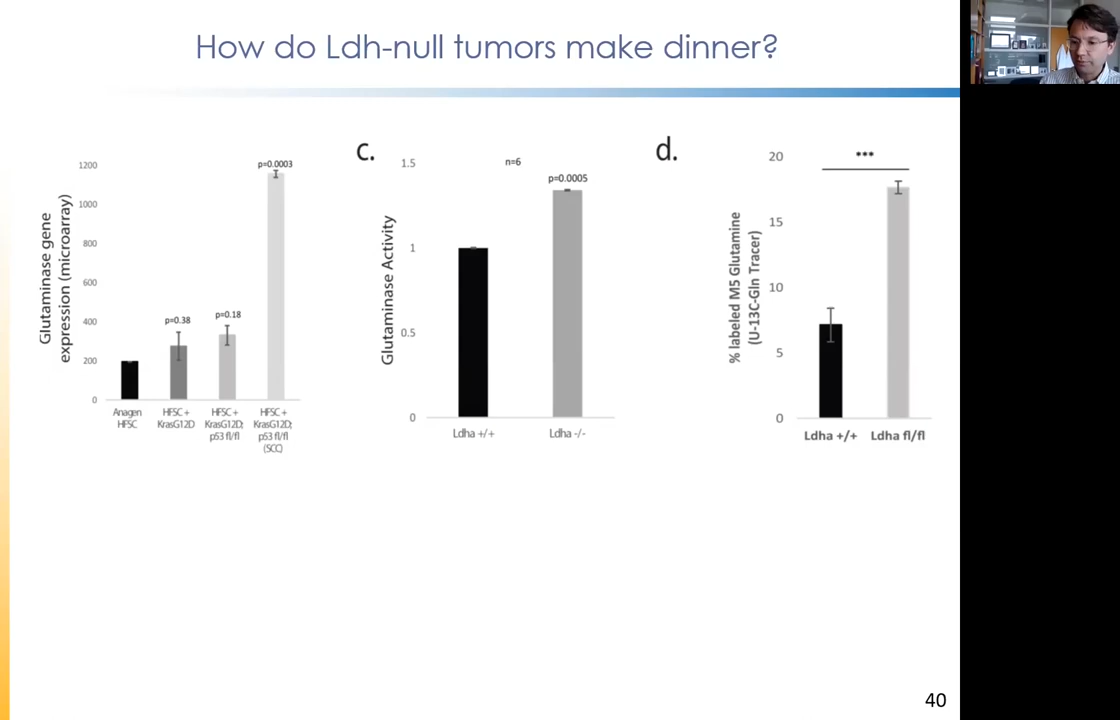 How do Ldh-null tumors make dinner?
Glutaminase gene
expression (microarray)
1200
1000
800
600
400
200
0
p=0.38
p=0.18
p=0.0003
Anagen
HFSC
HFSC +
KrasG12D
HFSC +
KrasG12D;
p53 fl/fl
HFSC +
KrasG12D;
p53 fl/fl
(SCC)
c.
Glutaminase Activity
1.5
1
0.5
0
n=6
p=0.0005
Ldha +/+
Ldha -/-
d.
% labeled M5 Glutamine
(U-13C-Gln Tracer)
20
15
10
5
0
***
Ldha +/+
Ldha fl/fl
40